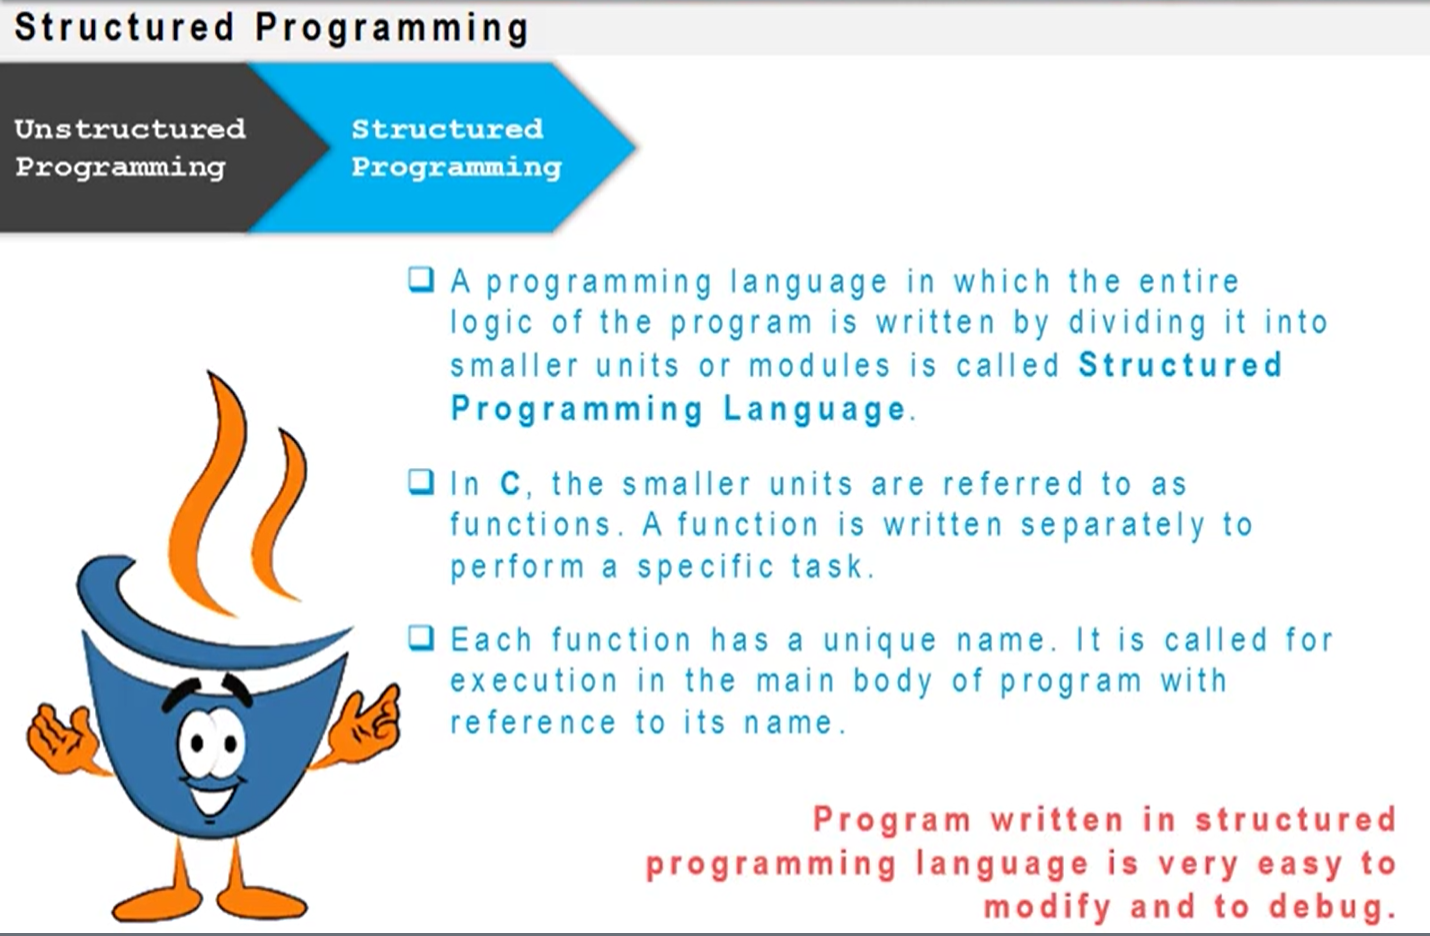 Structured Programming
Unstructured
Programming
Structured
Programming
A programming language in which the entire
logic of the program is written by dividing it into
smaller units or modules is called Structured
Programming Language.
In C, the smaller units are referred to as
functions. A function is written separately to
perform a specific task.
Each function has a unique name. It is called for
execution in the main body of program with
reference to its name.
Program written in structured
programming language is very easy to
modify and to debug.